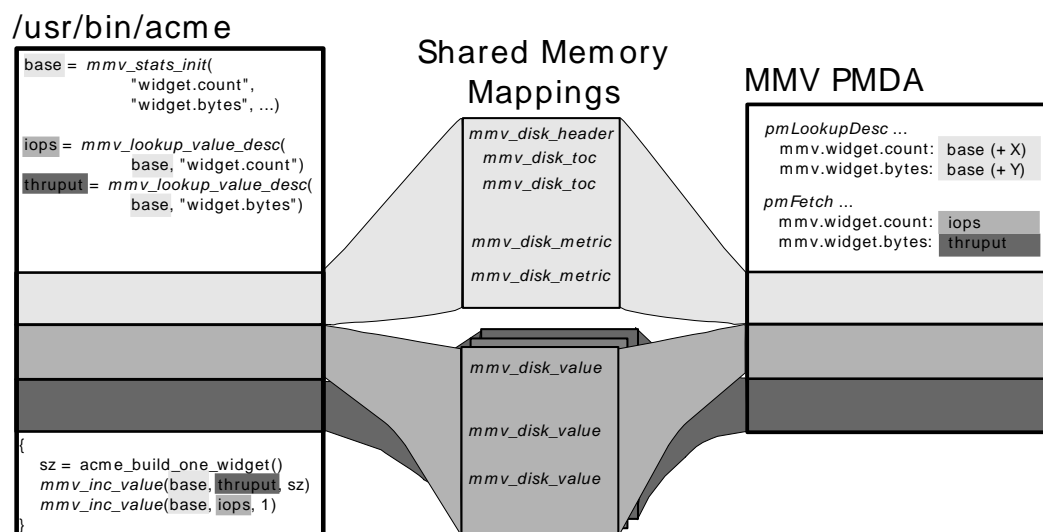 /usr/bin/acme
base = mmv_stats_init(
"widget.count",
"widget.bytes", ...)
iops = mmv_lookup_value_desc(
base, "widget.count")
thruput = mmv_lookup_value_desc(
base, "widget.bytes")
{
sz = acme_build_one_widget()
mmv_inc_value(base, thruput, sz)
mmv_inc_value(base, iops, 1)
}
Shared Memory
Mappings
mmv_disk_header
mmv_disk_toc
mmv_disk_toc
mmv_disk_metric
mmv_disk_metric
mmv_disk_value
mmv_disk_value
mmv_disk_value
MMV PMDA
pmLookupDesc ...
mmv.widget.count: base (+ X)
mmv.widget.bytes: base (+ Y)
pmFetch ...
mmv.widget.count: iops
mmv.widget.bytes: thruput